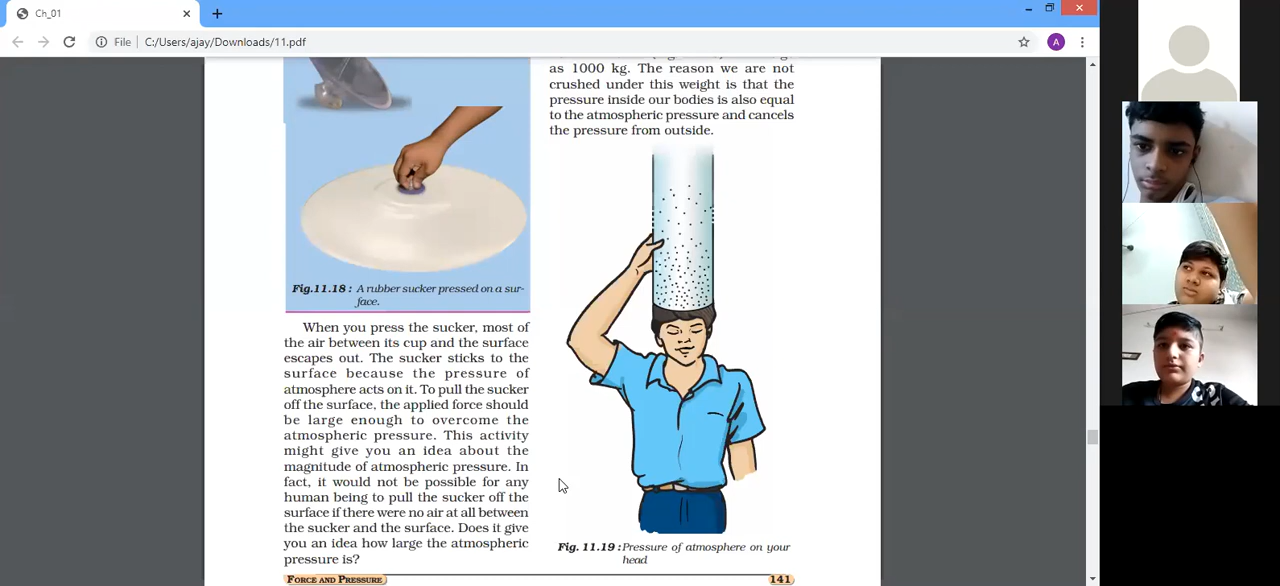 Ch_01
File
C:/Users/ajay/Downloads/11.pdf
A
Fig.11.18 : A rubber sucker pressed on a sur-
face.
When you press the sucker, most of
the air between its cup and the surface
escapes out. The sucker sticks to the
surface because the pressure of
atmosphere acts on it. To pull the sucker
off the surface, the applied force should
be large enough to overcome the
atmospheric pressure. This activity
might give you an idea about the
magnitude of atmospheric pressure. In
fact, it would not be possible for any
human being to pull the sucker off the
surface if there were no air at all between
the sucker and the surface. Does it give
you an idea how large the atmospheric
pressure is?
as 1000 kg. The reason we are not
crushed under this weight is that the
pressure inside our bodies is also equal
to the atmospheric pressure and cancels
the pressure from outside.
Fig. 11.19 : Pressure of atmosphere on your
head
FORCE AND PRESSURE
141